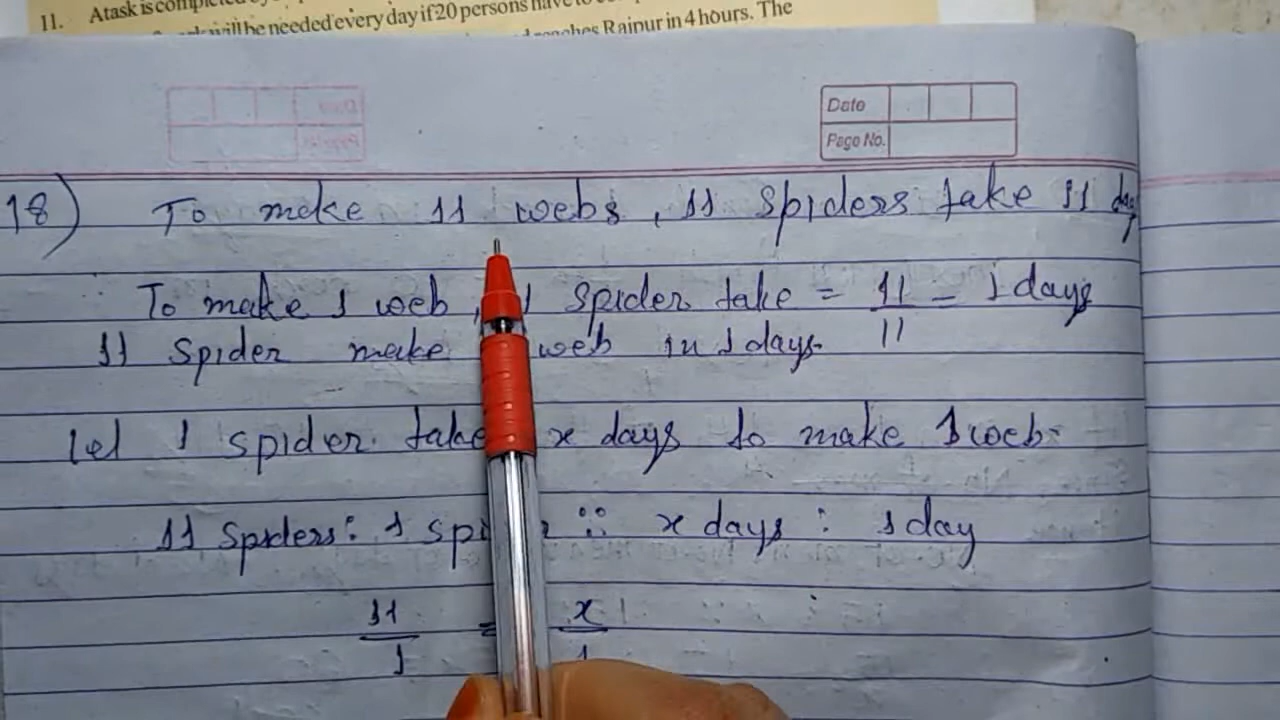 11. A task is complet
will be needed every day if 20 persons have to
reaches Raipur in 4 hours. The
Date
Page No.
18) To make 11 webs, 11 spiders take 11
To make 1 web, 1 spider take = 11/11 = 1 days
11 spider make web in 1 days.
let 1 spider take x days to make 1 web.
11 spiders : 1 :: x days : 1 day
11/1 = x/1